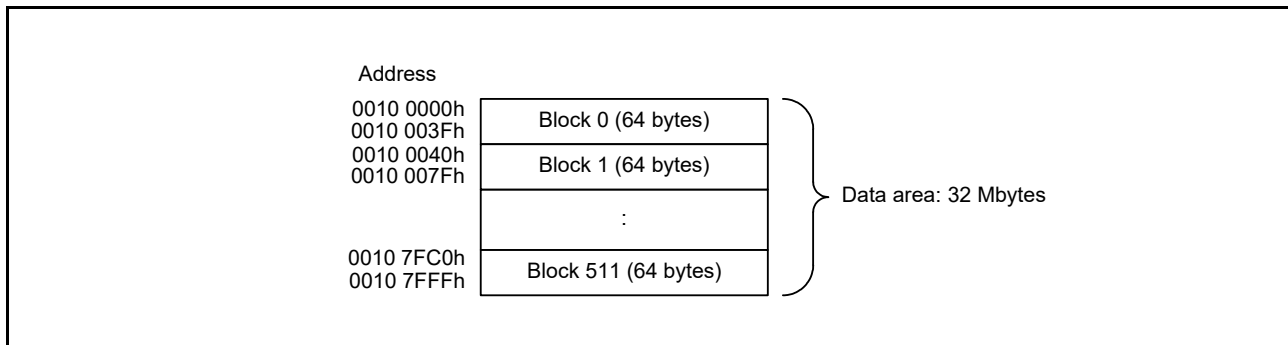 Address
0010 0000h
0010 003Fh
Block 0 (64 bytes)
0010 0040h
0010 007Fh
Block 1 (64 bytes)
:
Data area: 32 Mbytes
0010 7FC0h
0010 7FFFh
Block 511 (64 bytes)